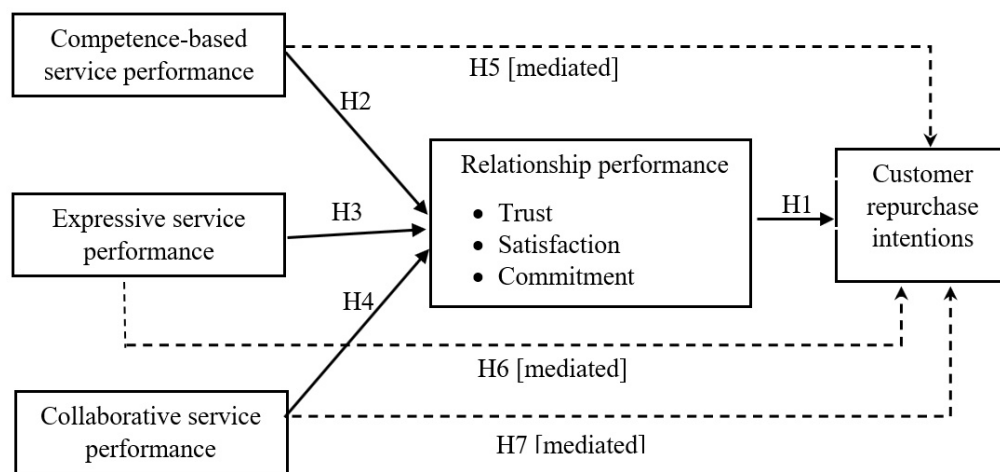 Competence-based
service performance
H5 [mediated]
H2
Relationship performance
• Trust
• Satisfaction
• Commitment
H1
Customer
repurchase
intentions
Expressive service
performance
H3
H4
H6 [mediated]
Collaborative service
performance
H7 [mediated]